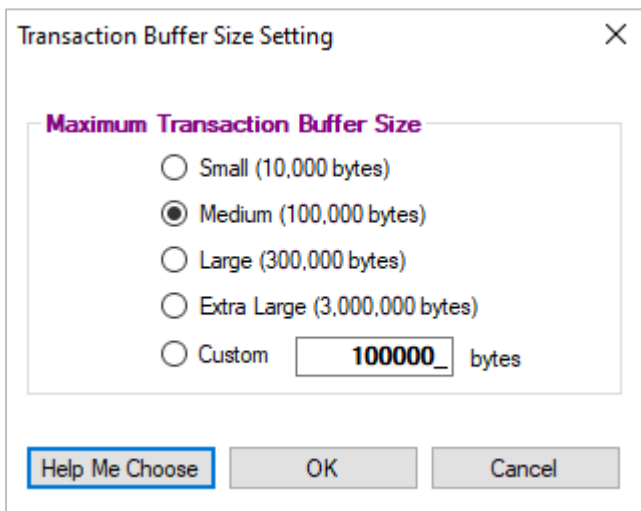 Transaction Buffer Size Setting
Maximum Transaction Buffer Size
Small (10,000 bytes)
Medium (100,000 bytes)
Large (300,000 bytes)
Extra Large (3,000,000 bytes)
Custom 100000_ bytes
Help Me Choose OK Cancel